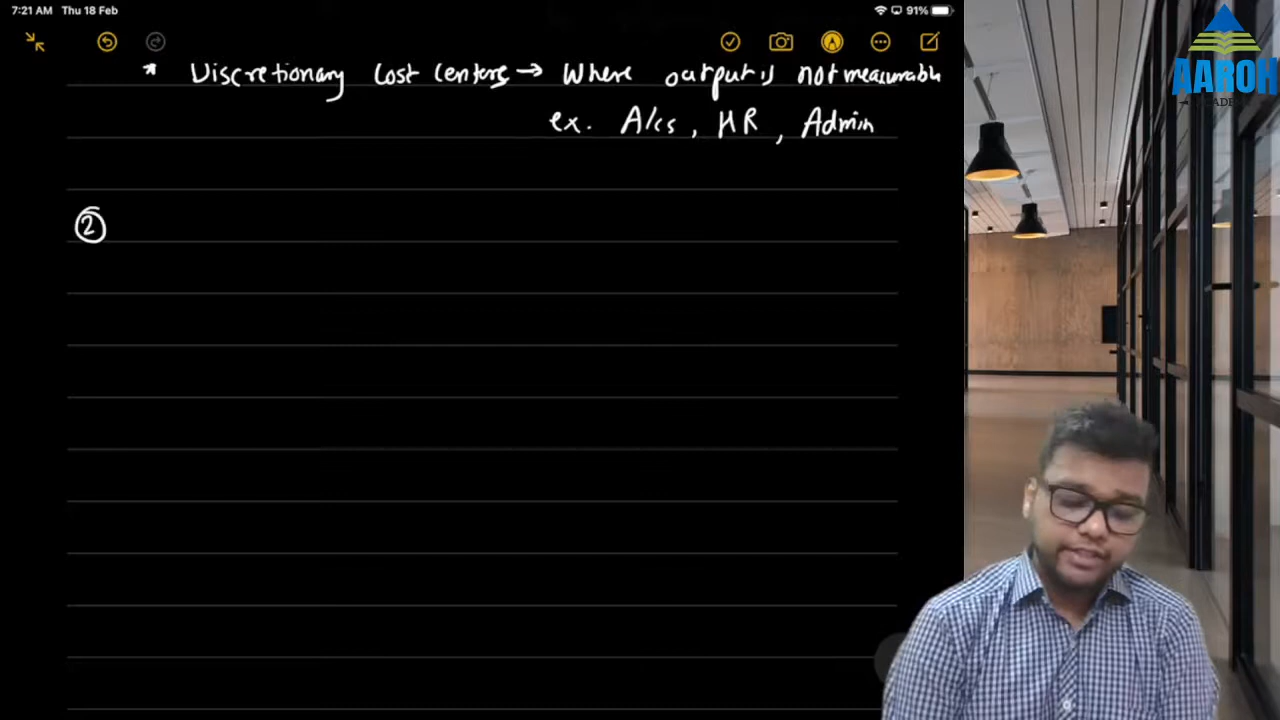 7:21 AM Thu 18 Feb
91%
* Discretionary Cost Centers → Where output is not measurable
ex. A/cs, HR, Admin
②
AAROH
ACADEMY